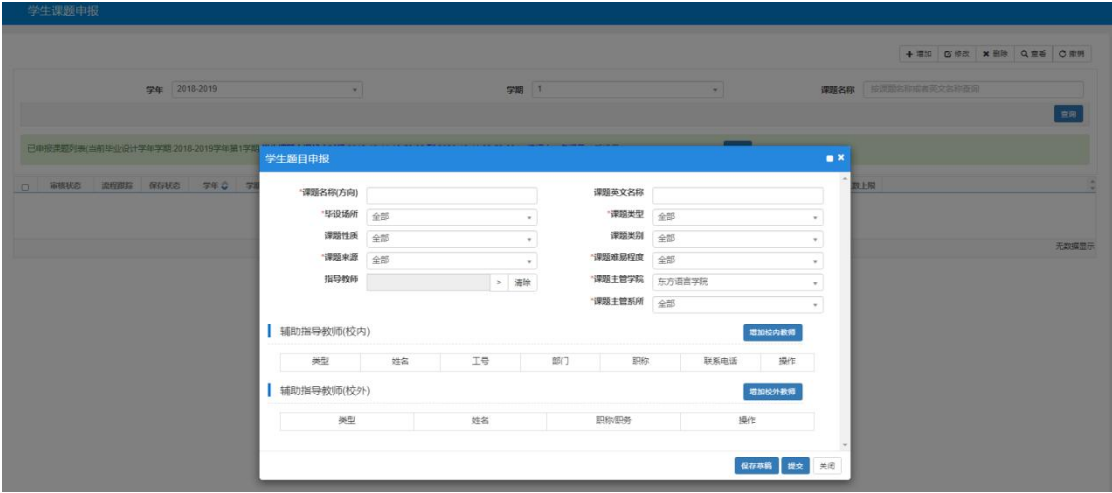 学生课题申报
增加 修改 删除 查看 撤销
学年 2018-2019 学期 1 课题名称 按课题名称或者英文名称查询
查询
已申报课题列表(当前毕业设计学年学期:2018-2019学年第1学期
学生题目申报
审核状态 流程跟踪 保存状态 学年 数上限
*课题名称(方向) 课题英文名称
*毕设场所 全部 *课题类型 全部
课题性质 全部 课题类别 全部
*课题来源 全部 *课题难易程度 全部
指导教师 > 清除 *课题主管学院 东方语言学院
*课题主管系所 全部
无数据显示
辅助指导教师(校内) 增加校内教师
类型 姓名 工号 部门 职称 联系电话 操作
辅助指导教师(校外) 增加校外教师
类型 姓名 职称/职务 操作
保存草稿 提交 关闭